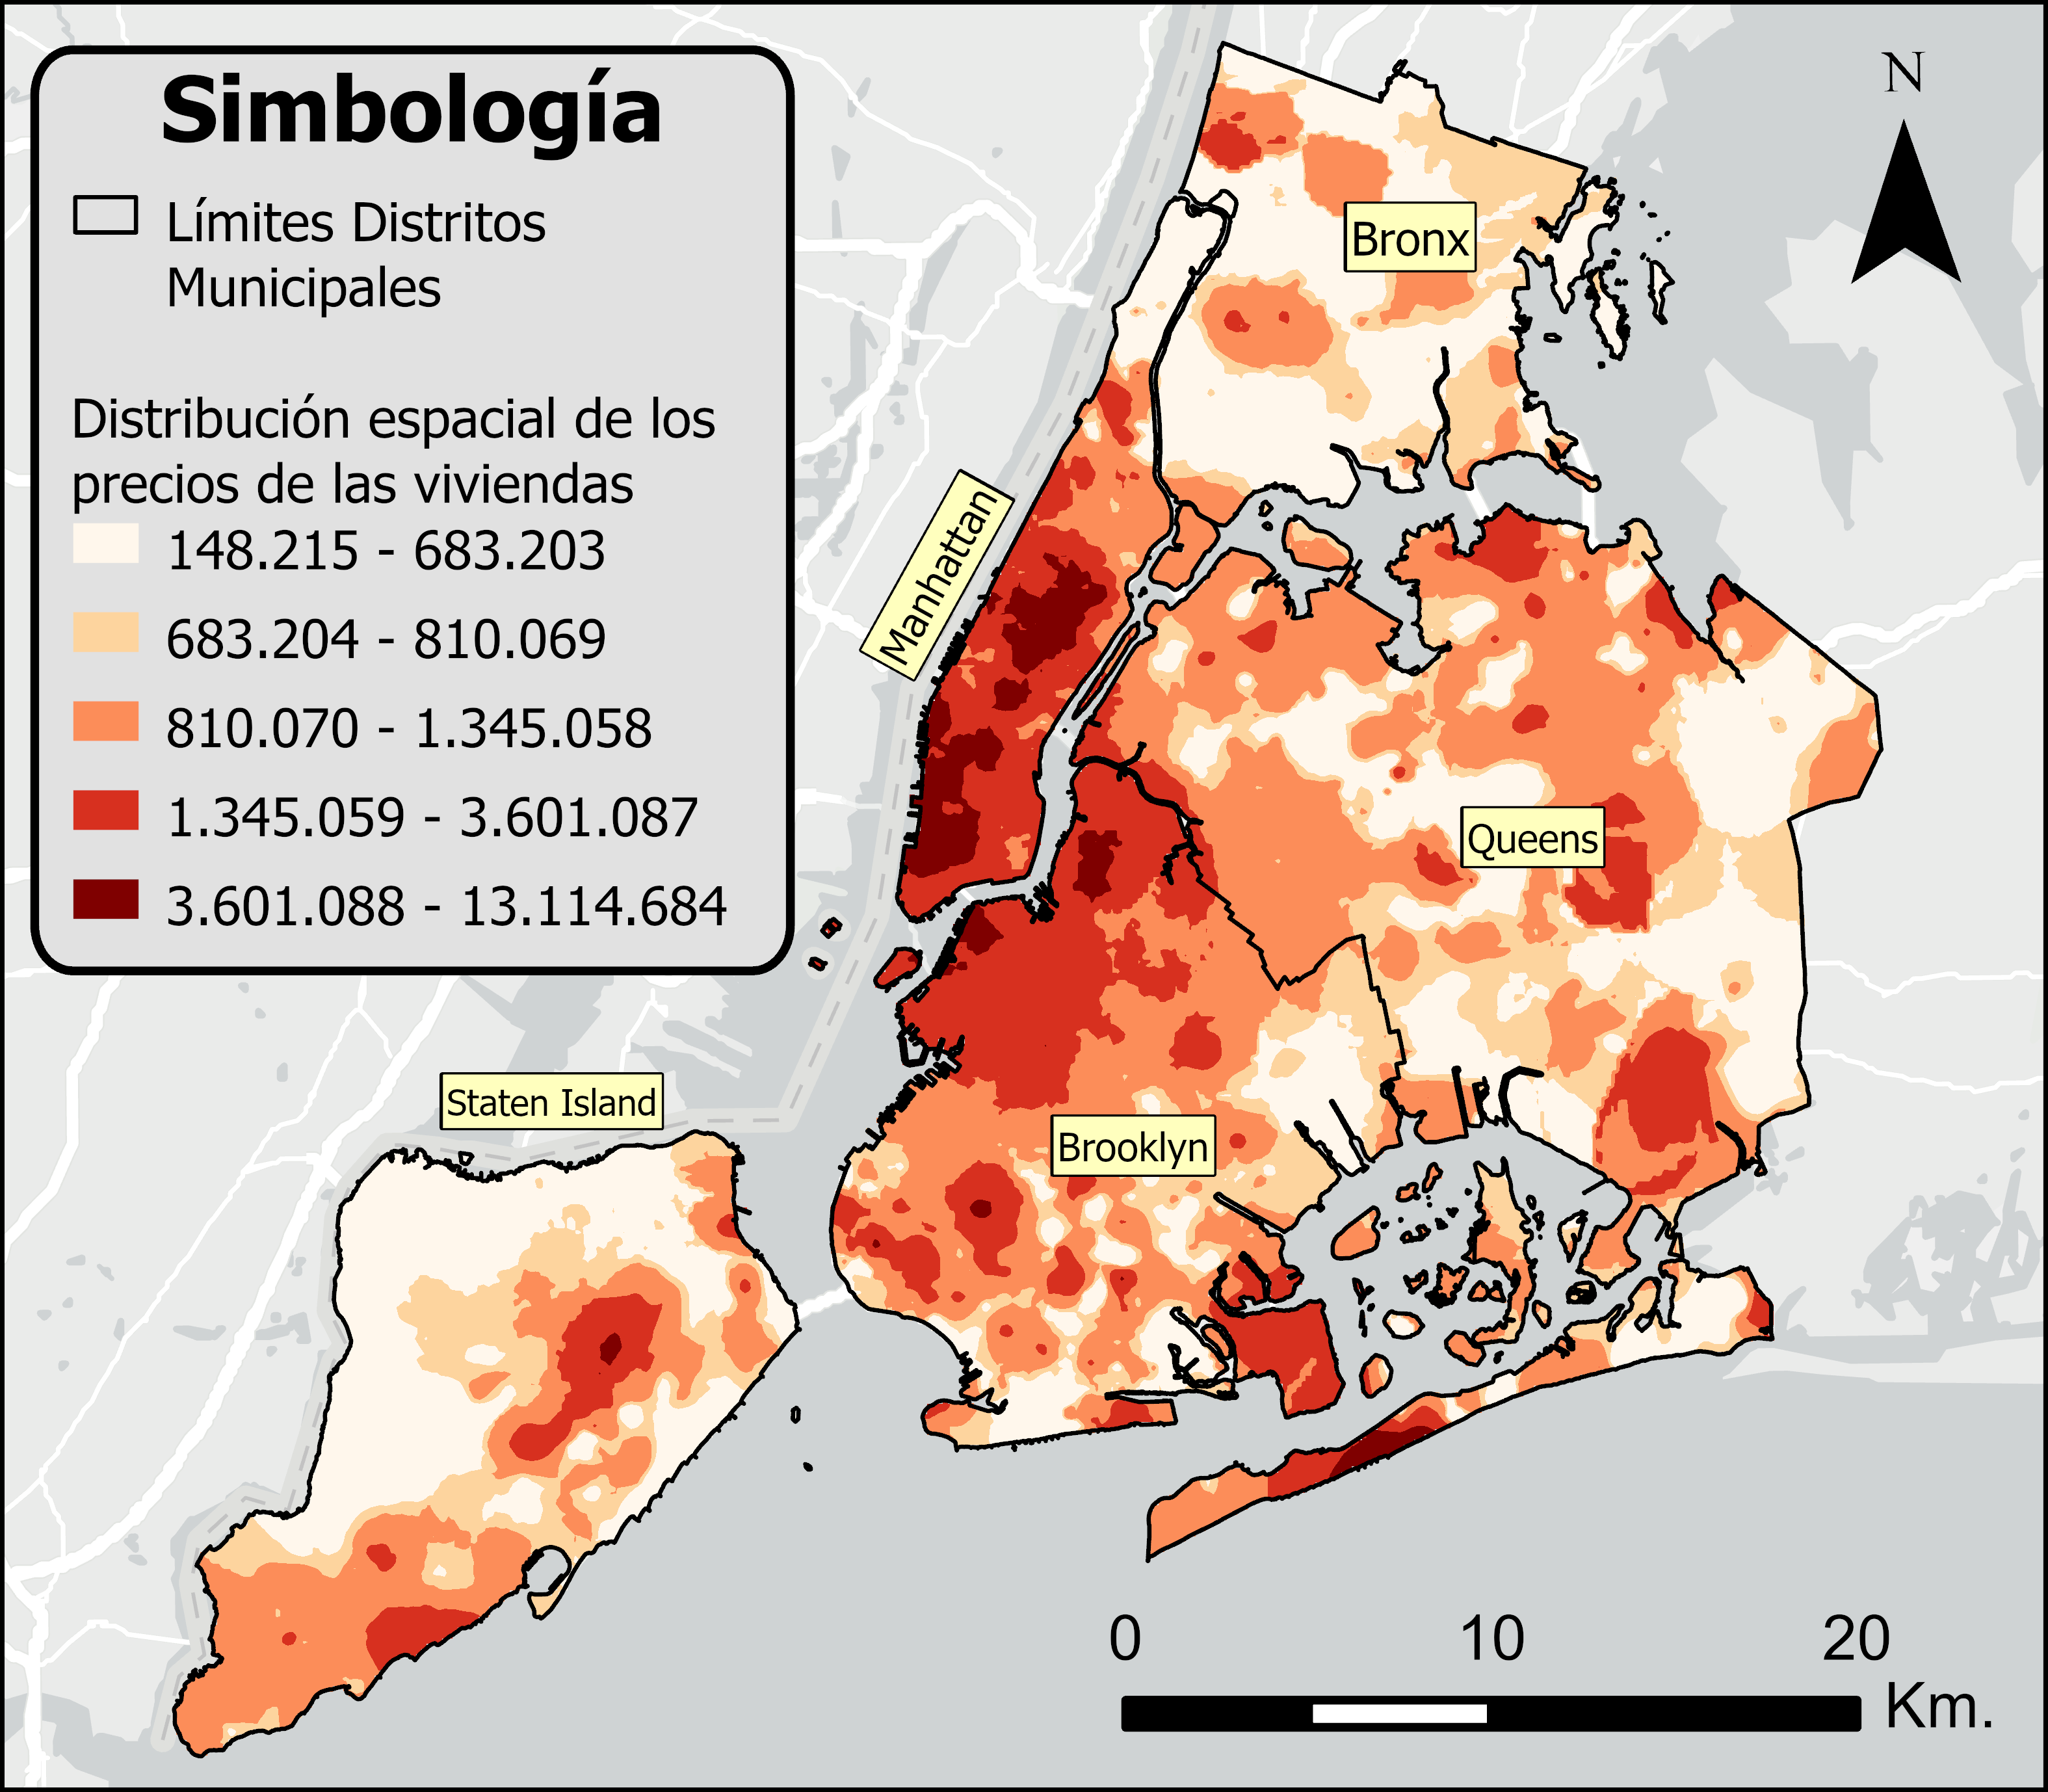 Simbología
Límites Distritos
Municipales
Distribución espacial de los
precios de las viviendas
148.215 - 683.203
683.204 - 810.069
810.070 - 1.345.058
1.345.059 - 3.601.087
3.601.088 - 13.114.684
N
Bronx
Manhattan
Queens
Staten Island
Brooklyn
0 10 20
Km.